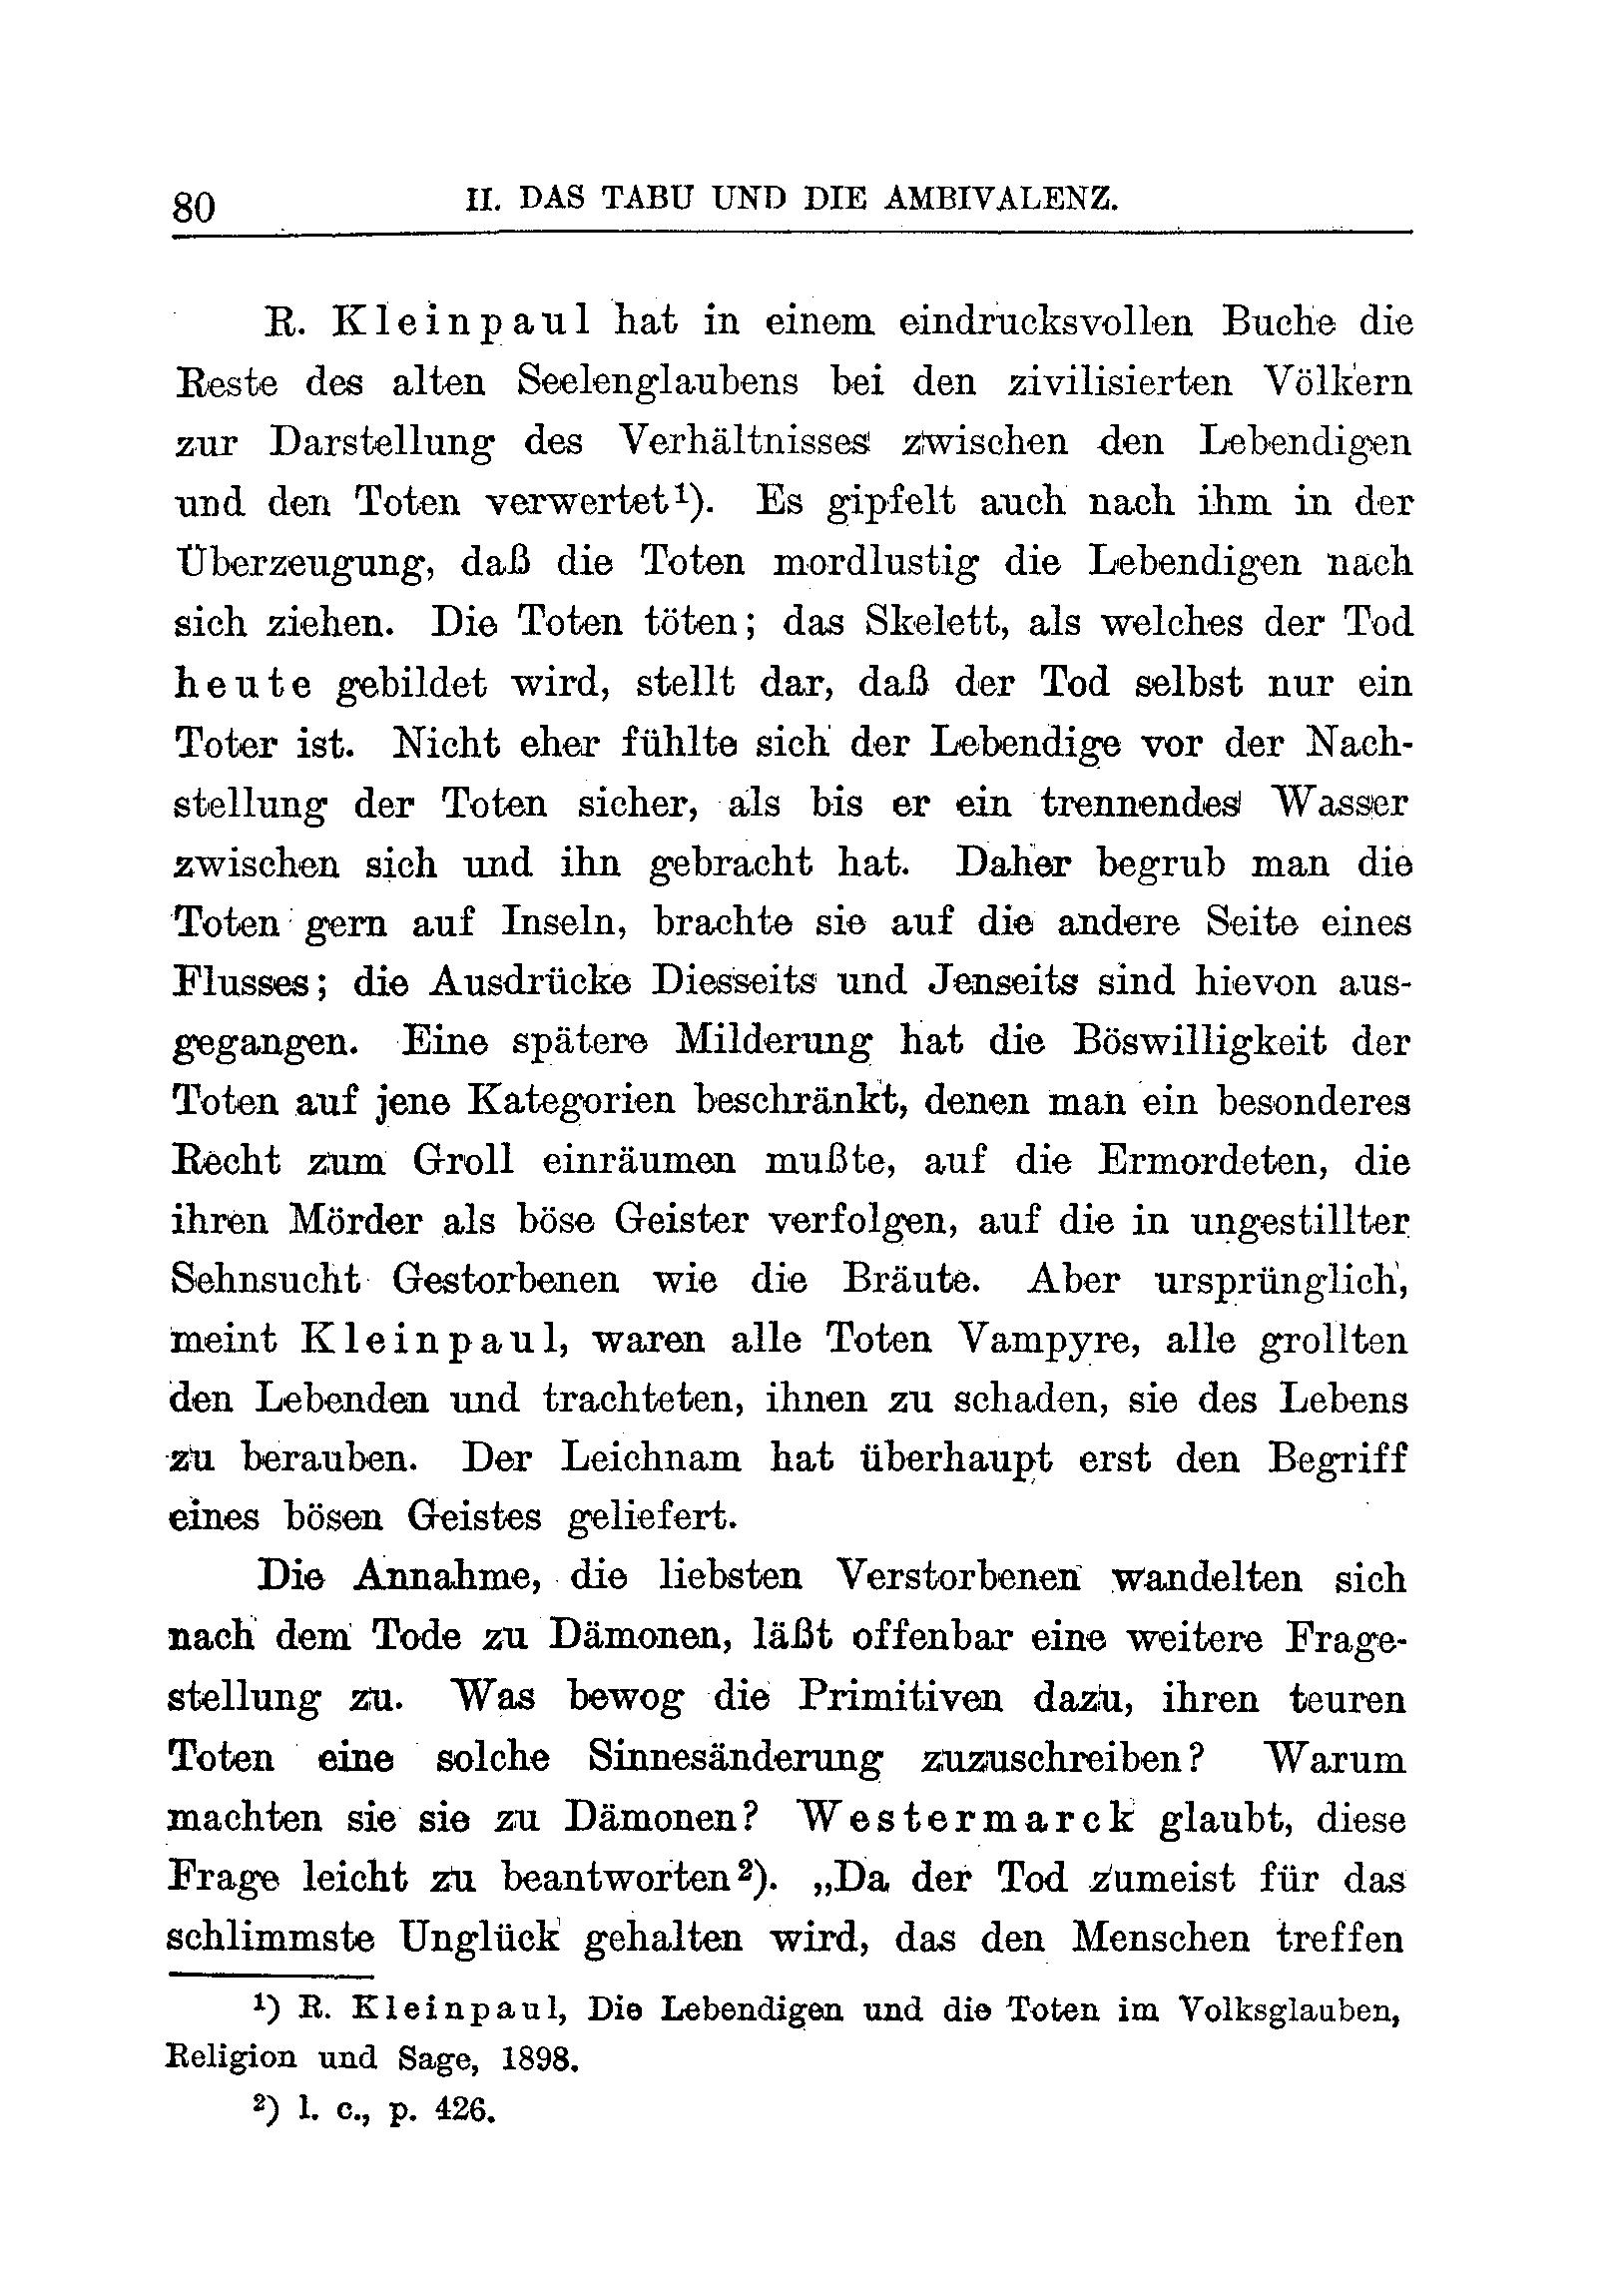 80
II. DAS TABU UND DIE AMBIVALENZ.
R. Kleinpaul hat in einem eindrucksvollen Buche die
Reste des alten Seelenglaubens bei den zivilisierten Völkern
zur Darstellung des Verhältnisses zwischen den Lebendigen
und den Toten verwertet¹). Es gipfelt auch nach ihm in der
Überzeugung, daß die Toten mordlustig die Lebendigen nach
sich ziehen. Die Toten töten; das Skelett, als welches der Tod
heute gebildet wird, stellt dar, daß der Tod selbst nur ein
Toter ist. Nicht eher fühlte sich der Lebendige vor der Nach-
stellung der Toten sicher, als bis er ein trennendes Wasser
zwischen sich und ihn gebracht hat. Daher begrub man die
Toten gern auf Inseln, brachte sie auf die andere Seite eines
Flusses; die Ausdrücke Diesseits und Jenseits sind hievon aus-
gegangen. Eine spätere Milderung hat die Böswilligkeit der
Toten auf jene Kategorien beschränkt, denen man ein besonderes
Recht zum Groll einräumen mußte, auf die Ermordeten, die
ihren Mörder als böse Geister verfolgen, auf die in ungestillter
Sehnsucht Gestorbenen wie die Bräute. Aber ursprünglich,
meint Kleinpaul, waren alle Toten Vampyre, alle grollten
den Lebenden und trachteten, ihnen zu schaden, sie des Lebens
zu berauben. Der Leichnam hat überhaupt erst den Begriff
eines bösen Geistes geliefert.
Die Annahme, die liebsten Verstorbenen wandelten sich
nach dem Tode zu Dämonen, läßt offenbar eine weitere Frage-
stellung zu. Was bewog die Primitiven dazu, ihren teuren
Toten eine solche Sinnesänderung zuzuschreiben? Warum
machten sie sie zu Dämonen? Westermarck glaubt, diese
Frage leicht zu beantworten²). „Da der Tod zumeist für das
schlimmste Unglück gehalten wird, das den Menschen treffen
¹) R. Kleinpaul, Die Lebendigen und die Toten im Volksglauben,
Religion und Sage, 1898.
²) l. c., p. 426.